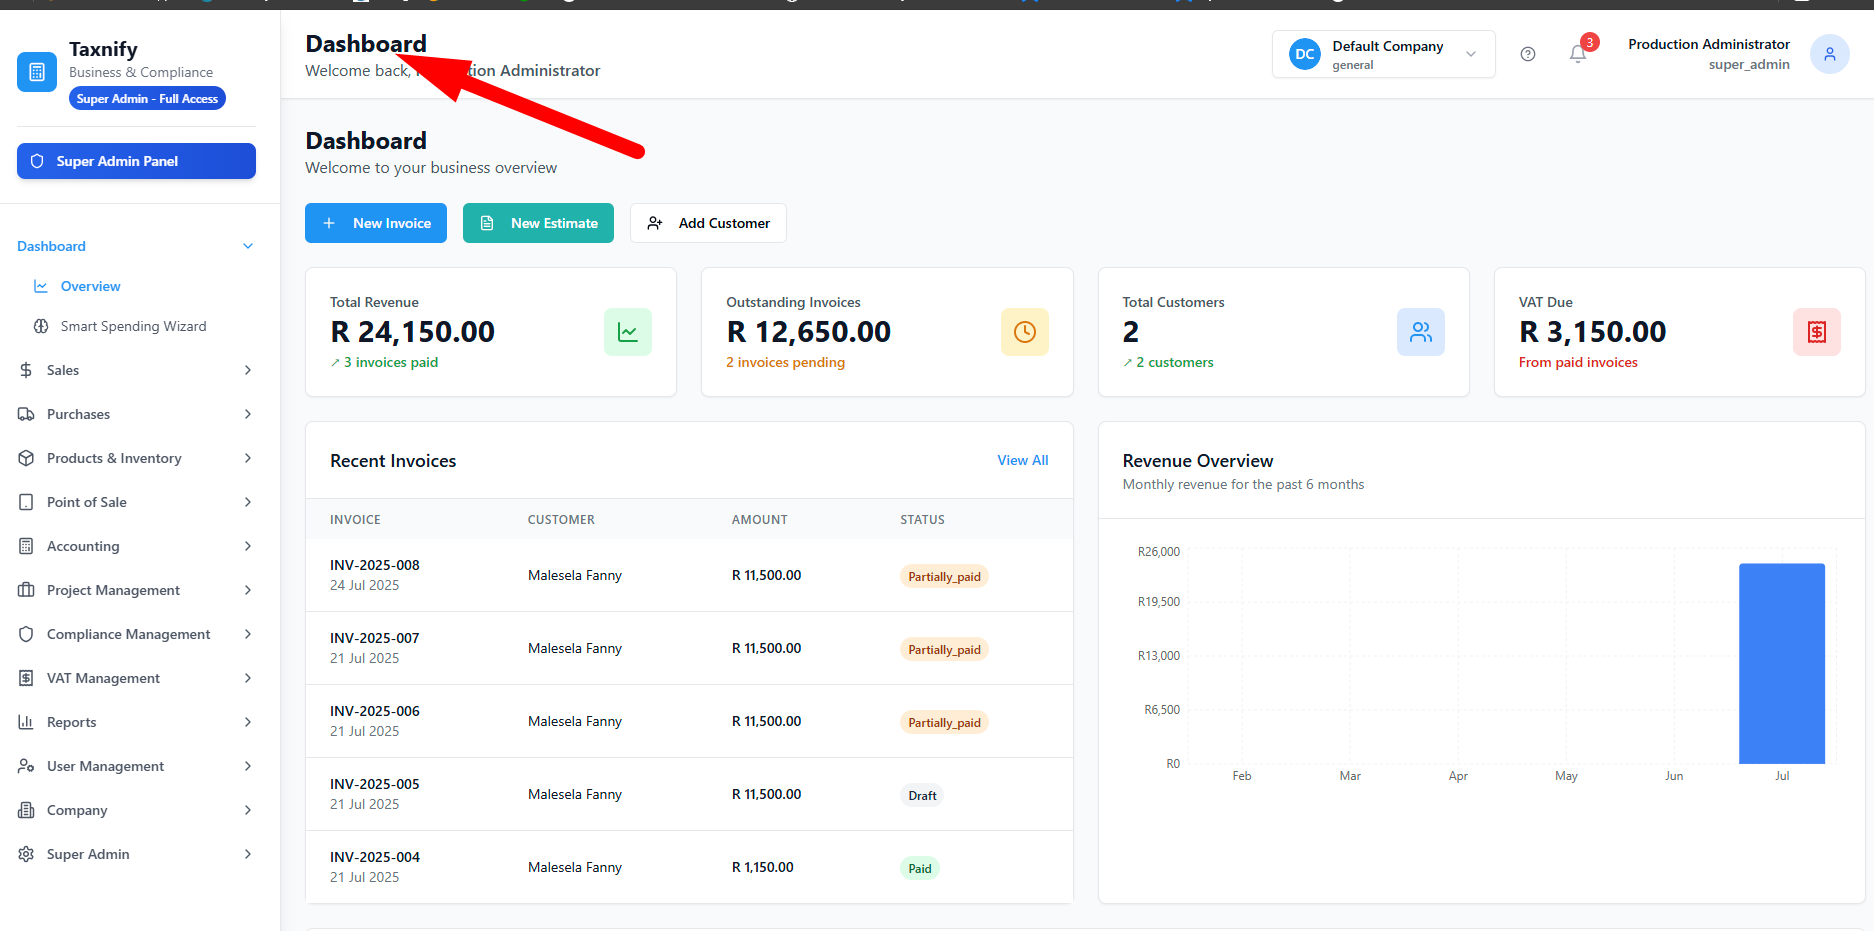 Taxnify
Business & Compliance
Super Admin - Full Access
Super Admin Panel
Dashboard
Overview
Smart Spending Wizard
Sales
Purchases
Products & Inventory
Point of Sale
Accounting
Project Management
Compliance Management
VAT Management
Reports
User Management
Company
Super Admin
Dashboard
Welcome back, Administrator
DC
Default Company
general
3
Production Administrator
super_admin
Dashboard
Welcome to your business overview
New Invoice
New Estimate
Add Customer
Total Revenue
R 24,150.00
↗ 3 invoices paid
Outstanding Invoices
R 12,650.00
2 invoices pending
Total Customers
2
↗ 2 customers
VAT Due
R 3,150.00
From paid invoices
Recent Invoices
View All
INVOICE CUSTOMER AMOUNT STATUS
INV-2025-008
24 Jul 2025
Malesela Fanny
R 11,500.00
Partially_paid
INV-2025-007
21 Jul 2025
Malesela Fanny
R 11,500.00
Partially_paid
INV-2025-006
21 Jul 2025
Malesela Fanny
R 11,500.00
Partially_paid
INV-2025-005
21 Jul 2025
Malesela Fanny
R 11,500.00
Draft
INV-2025-004
21 Jul 2025
Malesela Fanny
R 1,150.00
Paid
Revenue Overview
Monthly revenue for the past 6 months
R26,000
R19,500
R13,000
R6,500
R0
Feb Mar Apr May Jun Jul